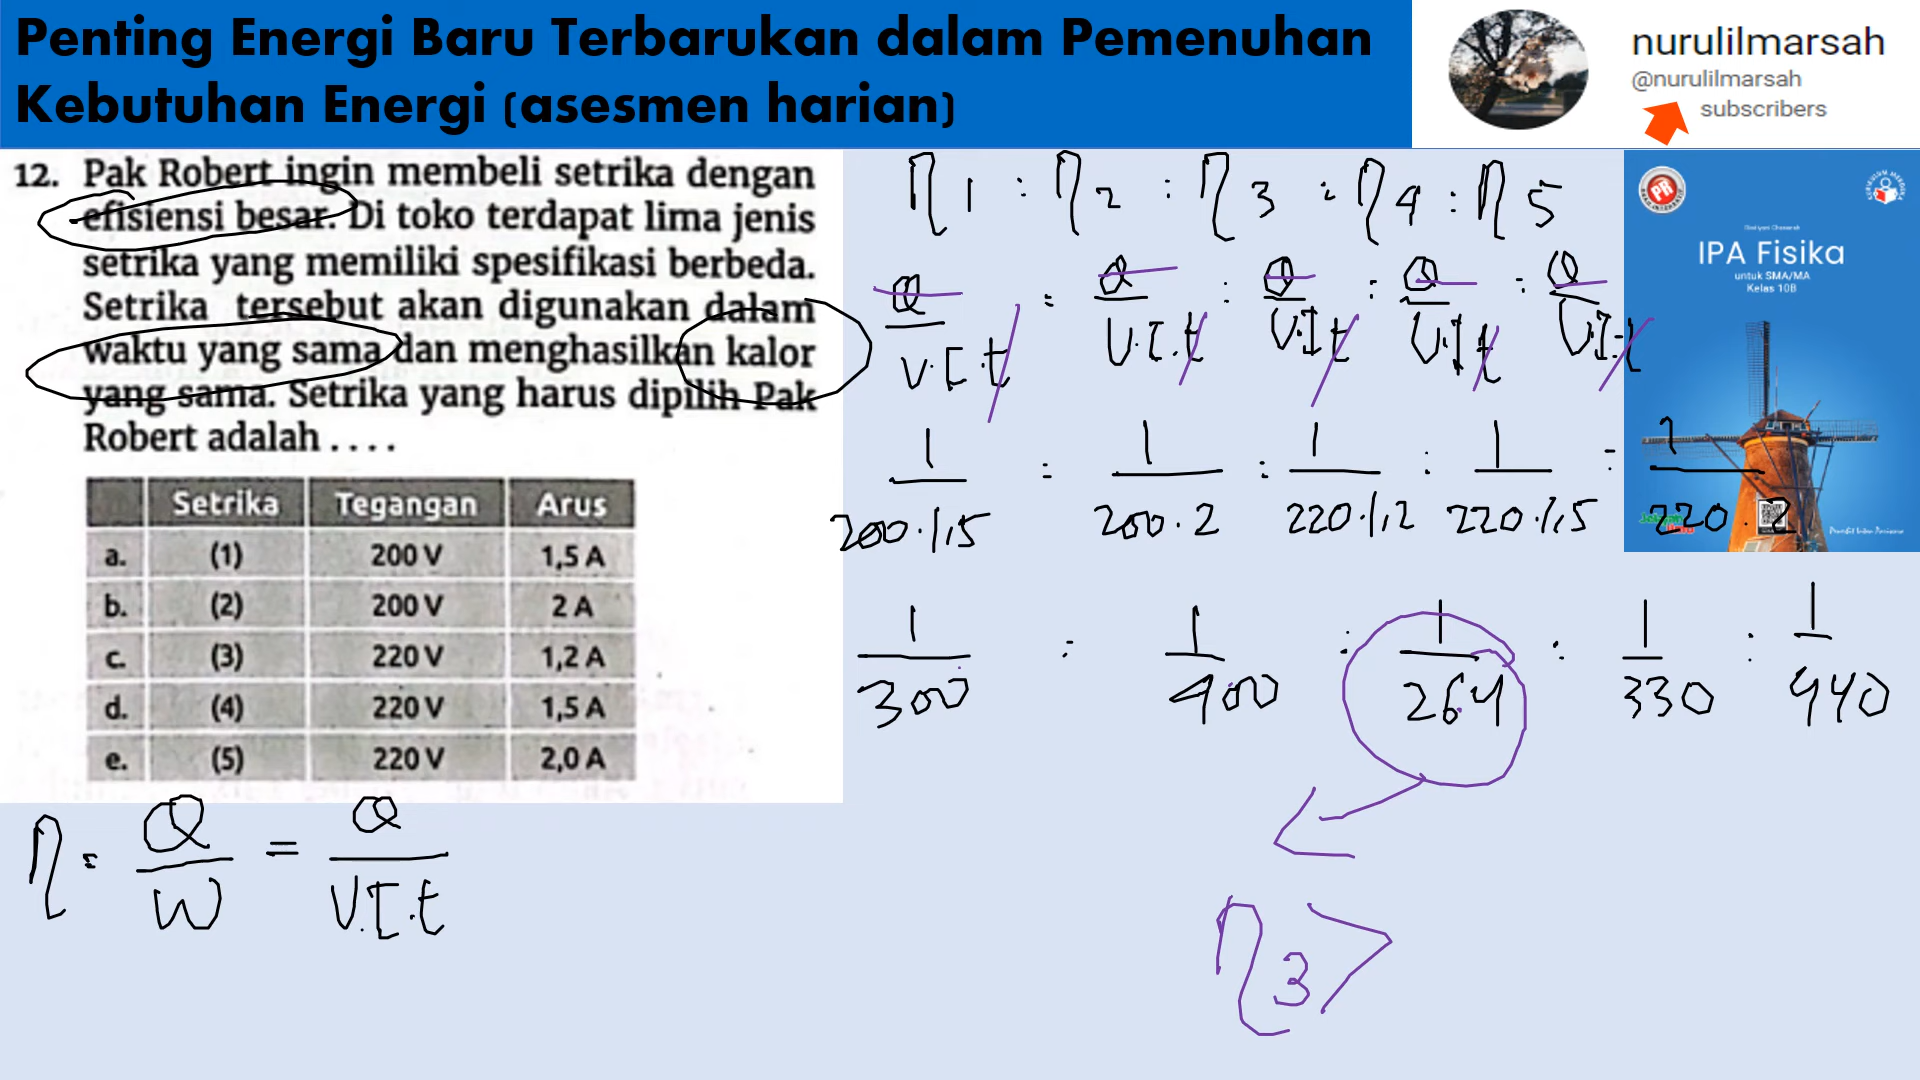 Penting Energi Baru Terbarukan dalam Pemenuhan
Kebutuhan Energi (asesmen harian)
nurulilmarsah
@nurulilmarsah
subscribers
12. Pak Robert ingin membeli setrika dengan
efisiensi besar. Di toko terdapat lima jenis
setrika yang memiliki spesifikasi berbeda.
Setrika tersebut akan digunakan dalam
waktu yang sama dan menghasilkan kalor
yang sama. Setrika yang harus dipilih Pak
Robert adalah . . . .
Setrika Tegangan Arus
a. (1) 200 V 1,5 A
b. (2) 200 V 2 A
c. (3) 220 V 1,2 A
d. (4) 220 V 1,5 A
e. (5) 220 V 2,0 A
η = Q/W = Q/V.I.t
η1 : η2 : η3 : η4 : η5
Q/V.I.t : Q/V.I.t : Q/V.I.t : Q/V.I.t : Q/V.I.t
1/200.1,5 : 1/200.2 : 1/220.1,2 : 1/220.1,5 : 1/220.2
1/300 : 1/400 : 1/264 : 1/330 : 1/440
η3 >
PR
IPA Fisika
untuk SMA/MA
Kelas 10B